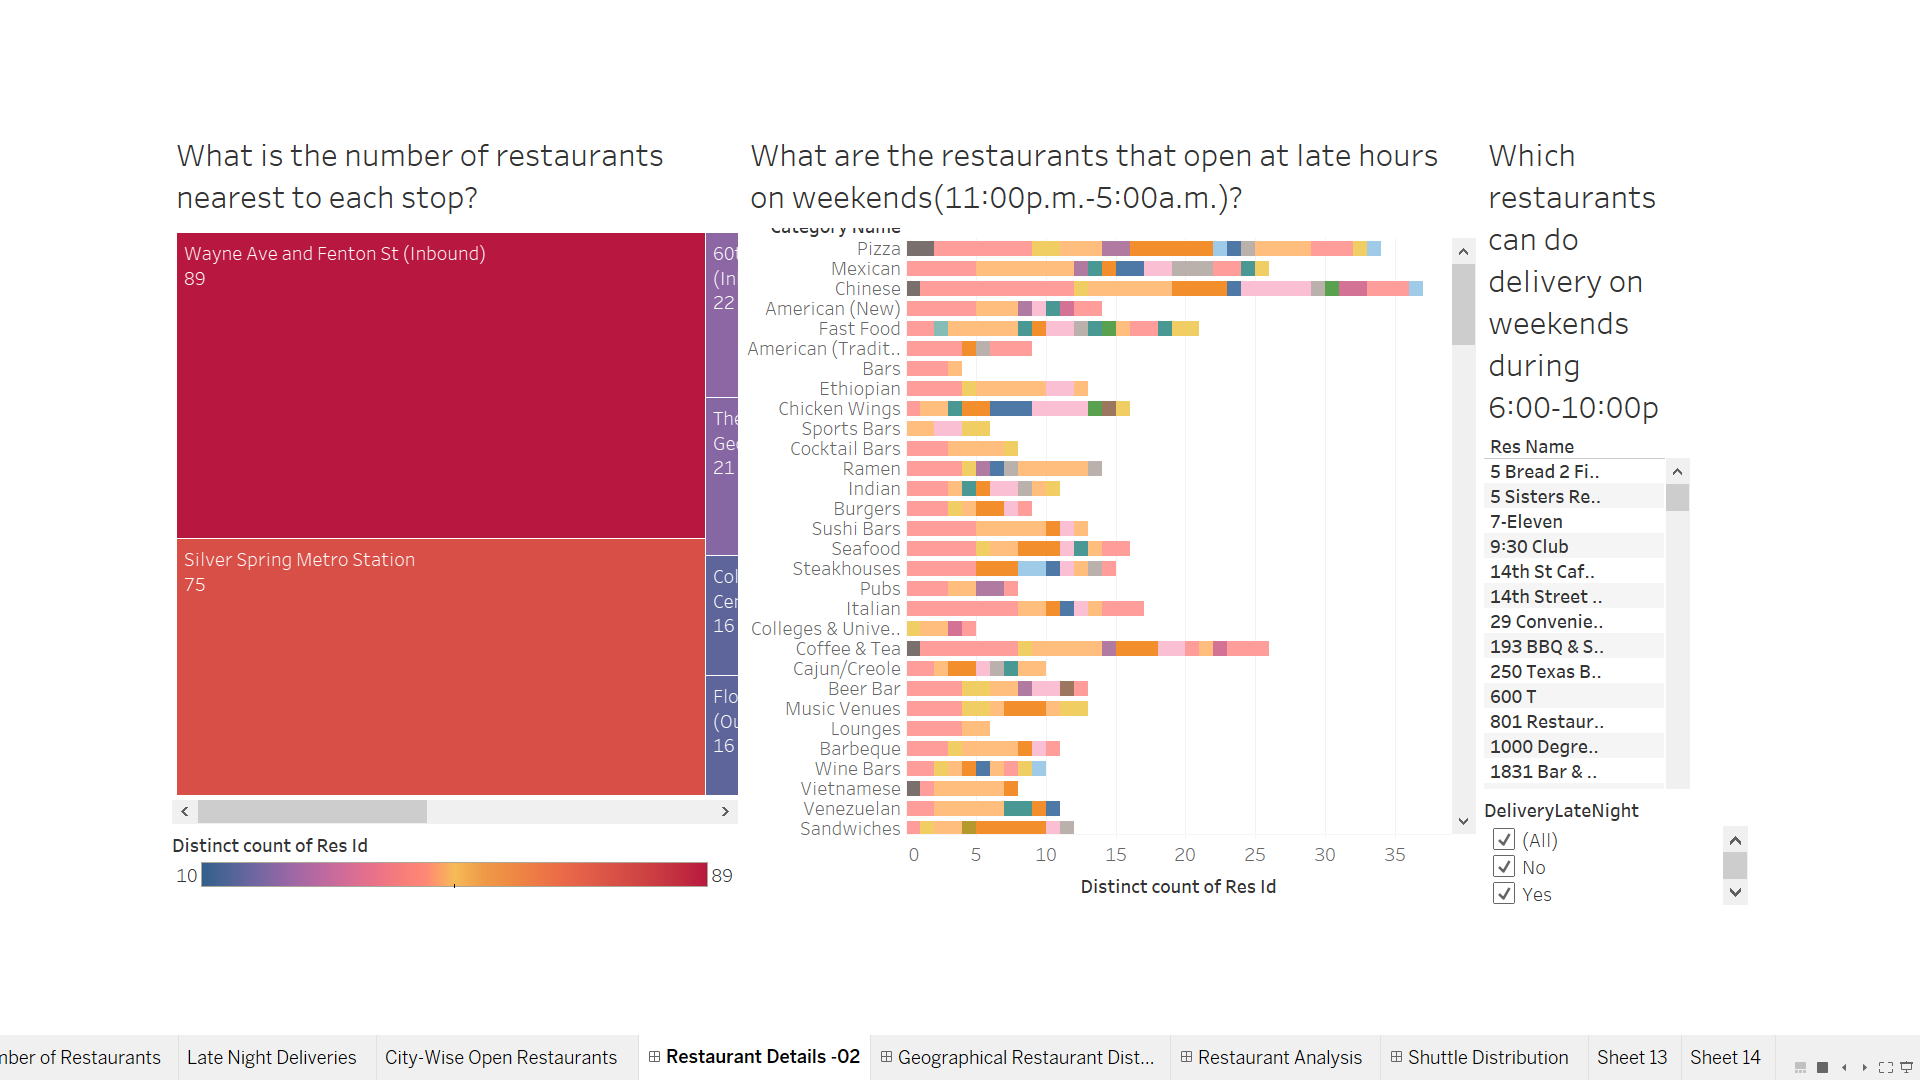 What is the number of restaurants
nearest to each stop?
Wayne Ave and Fenton St (Inbound)
89
Silver Spring Metro Station
75
22
The
21
16
16
Distinct count of Res Id
10
89
What are the restaurants that open at late hours
on weekends(11:00p.m.-5:00a.m.)?
Category Name
Pizza
Mexican
Chinese
American (New)
Fast Food
American (Tradit..
Bars
Ethiopian
Chicken Wings
Sports Bars
Cocktail Bars
Ramen
Indian
Burgers
Sushi Bars
Seafood
Steakhouses
Pubs
Italian
Colleges & Unive..
Coffee & Tea
Cajun/Creole
Beer Bar
Music Venues
Lounges
Barbeque
Wine Bars
Vietnamese
Venezuelan
Sandwiches
0 5 10 15 20 25 30 35
Distinct count of Res Id
Which
restaurants
can do
delivery on
weekends
during
6:00-10:00p
Res Name
5 Bread 2 Fi..
5 Sisters Re..
7-Eleven
9:30 Club
14th St Caf..
14th Street ..
29 Convenie..
193 BBQ & S..
250 Texas B..
600 T
801 Restaur..
1000 Degre..
1831 Bar & ..
DeliveryLateNight
(All)
No
Yes
mber of Restaurants
Late Night Deliveries
City-Wise Open Restaurants
Restaurant Details -02
Geographical Restaurant Dist...
Restaurant Analysis
Shuttle Distribution
Sheet 13
Sheet 14